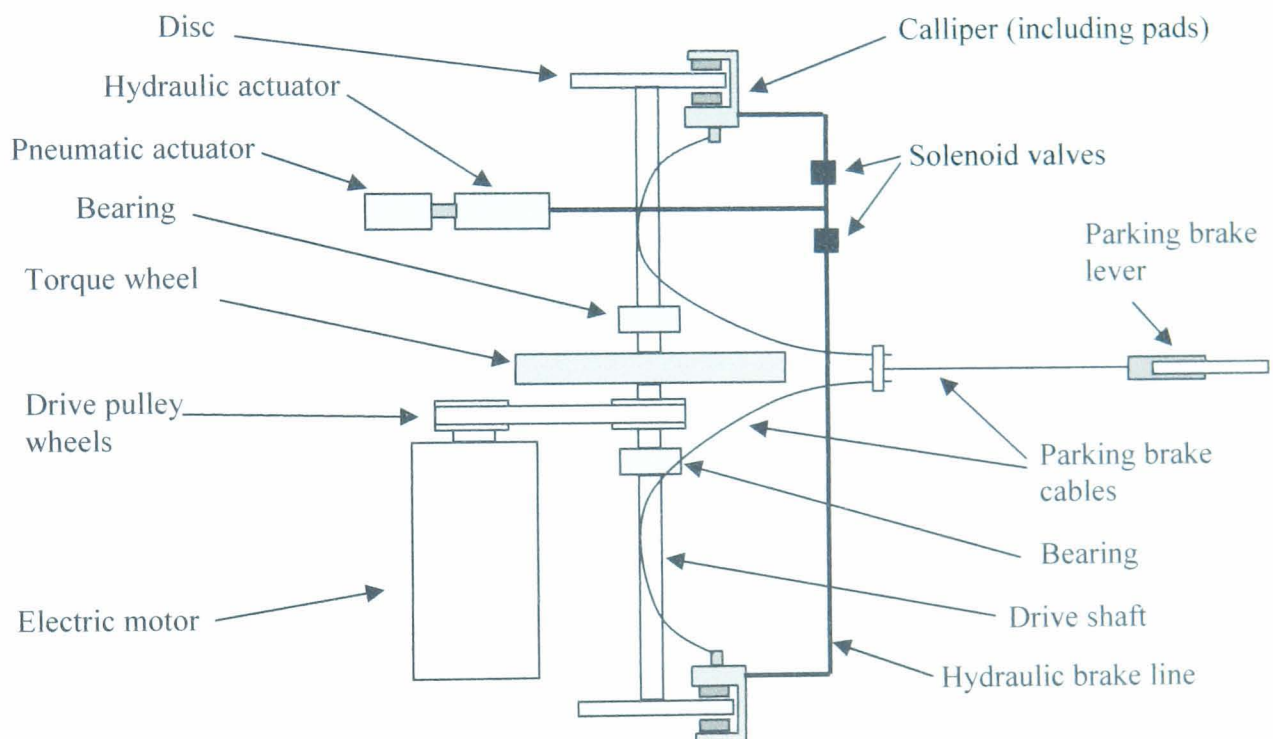 Disc
Calliper (including pads)
Hydraulic actuator
Pneumatic actuator
Solenoid valves
Bearing
Parking brake
lever
Torque wheel
Drive pulley
wheels
Parking brake
cables
Bearing
Electric motor
Drive shaft
Hydraulic brake line